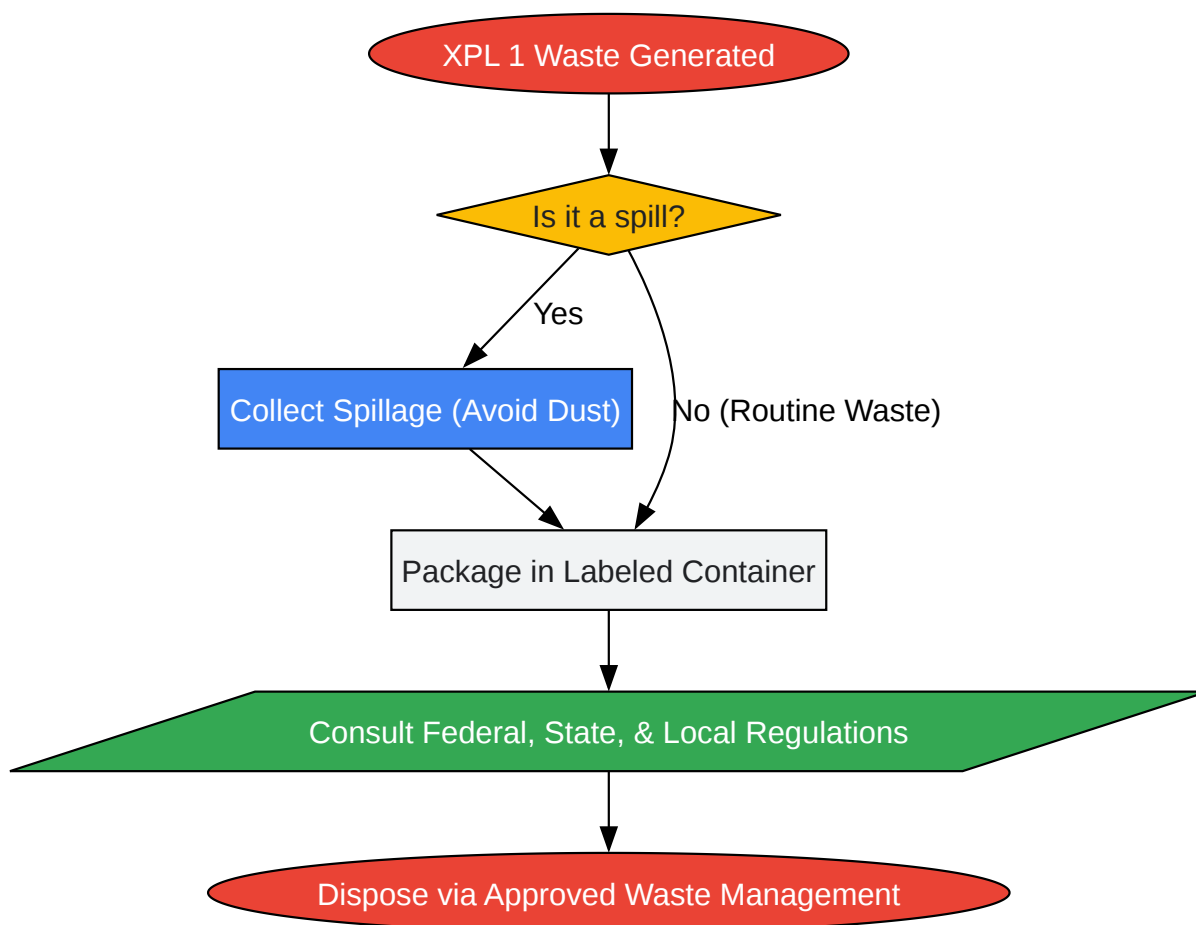 XPL 1 Waste Generated
Is it a spill?
Yes
Collect Spillage (Avoid Dust)
No (Routine Waste)
Package in Labeled Container
Consult Federal, State, & Local Regulations
Dispose via Approved Waste Management